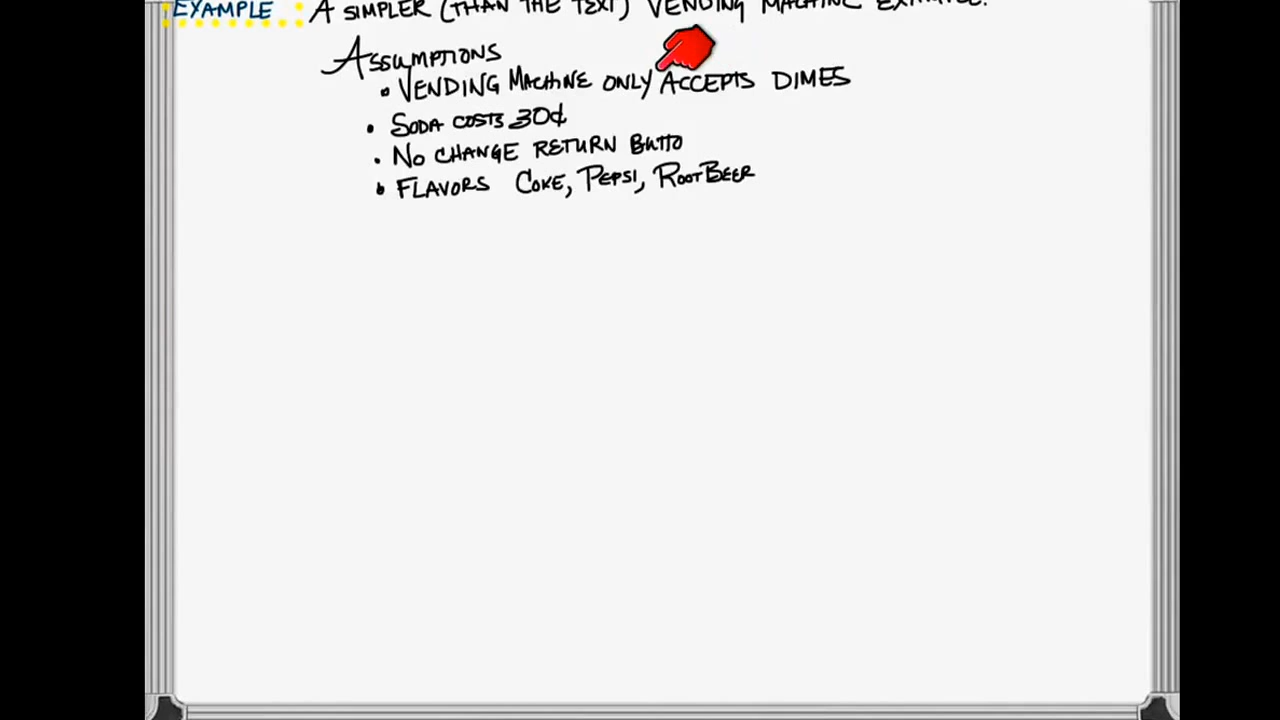 EXAMPLE A SIMPLER (THAN THE TEXT) VENDING MACHINE EXAMPLE.
ASSUMPTIONS
• VENDING MACHINE ONLY ACCEPTS DIMES
• SODA COSTS 30¢
• NO CHANGE RETURN BUTTO
• FLAVORS COKE, PEPSI, ROOTBEER